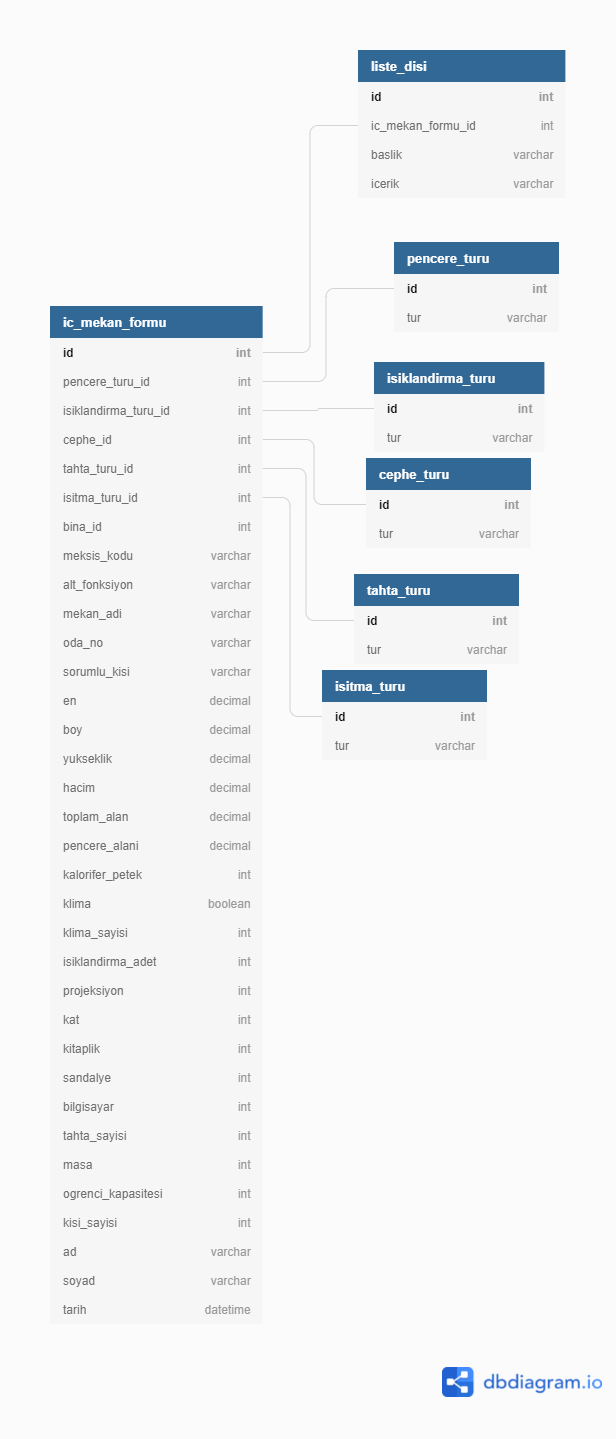 liste_disi
id int
ic_mekan_formu_id int
baslik varchar
icerik varchar
pencere_turu
id int
tur varchar
isiklandirma_turu
id int
tur varchar
cephe_turu
id int
tur varchar
tahta_turu
id int
tur varchar
isitma_turu
id int
tur varchar
ic_mekan_formu
id int
pencere_turu_id int
isiklandirma_turu_id int
cephe_id int
tahta_turu_id int
isitma_turu_id int
bina_id int
meksis_kodu varchar
alt_fonksiyon varchar
mekan_adi varchar
oda_no varchar
sorumlu_kisi varchar
en decimal
boy decimal
yukseklik decimal
hacim decimal
toplam_alan decimal
pencere_alani decimal
kalorifer_petek int
klima boolean
klima_sayisi int
isiklandirma_adet int
projeksiyon int
kat int
kitaplik int
sandalye int
bilgisayar int
tahta_sayisi int
masa int
ogrenci_kapasitesi int
kisi_sayisi int
ad varchar
soyad varchar
tarih datetime
dbdiagram.io